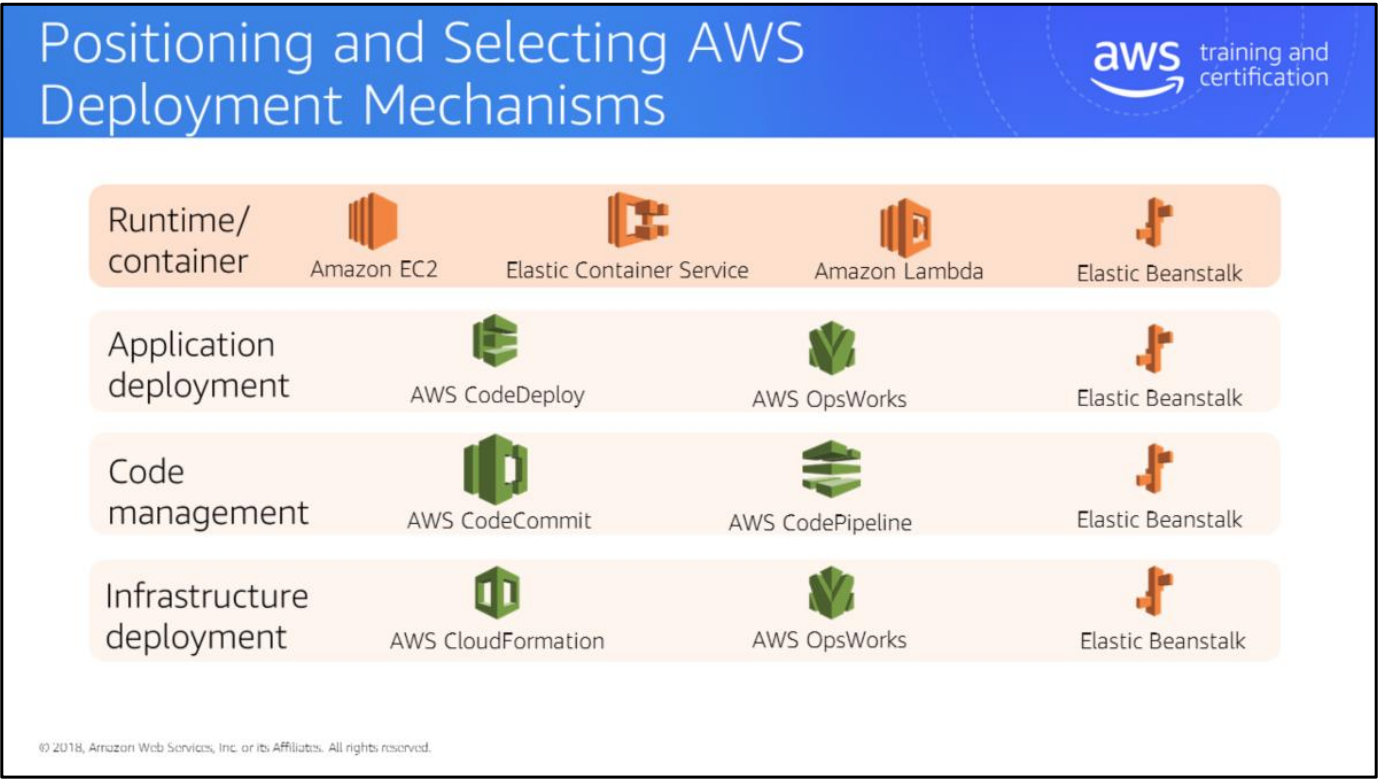 Positioning and Selecting AWS
Deployment Mechanisms
aws training and
certification
Runtime/
container
Amazon EC2
Elastic Container Service
Amazon Lambda
Elastic Beanstalk
Application
deployment
AWS CodeDeploy
AWS OpsWorks
Elastic Beanstalk
Code
management
AWS CodeCommit
AWS CodePipeline
Elastic Beanstalk
Infrastructure
deployment
AWS CloudFormation
AWS OpsWorks
Elastic Beanstalk
© 2018, Amazon Web Services, Inc. or its Affiliates. All rights reserved.